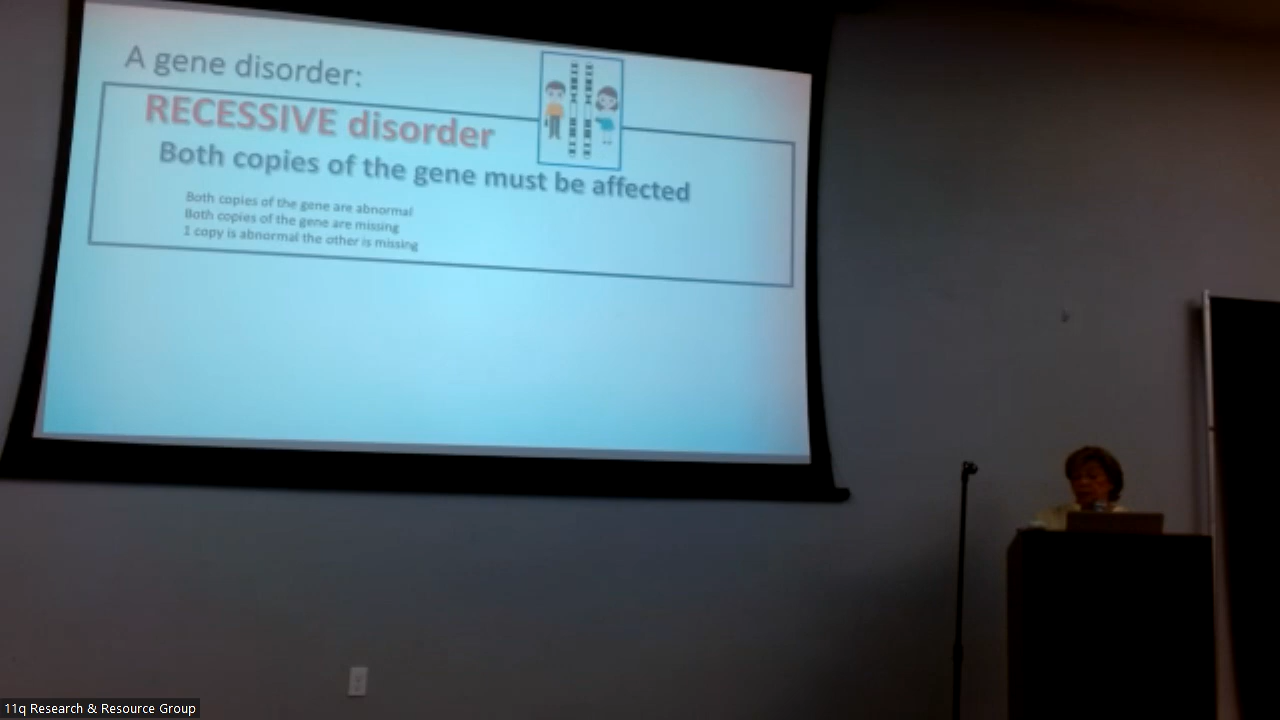 A gene disorder:
RECESSIVE disorder
Both copies of the gene must be affected
Both copies of the gene are abnormal
Both copies of the gene are missing
1 copy is abnormal the other is missing
11q Research & Resource Group